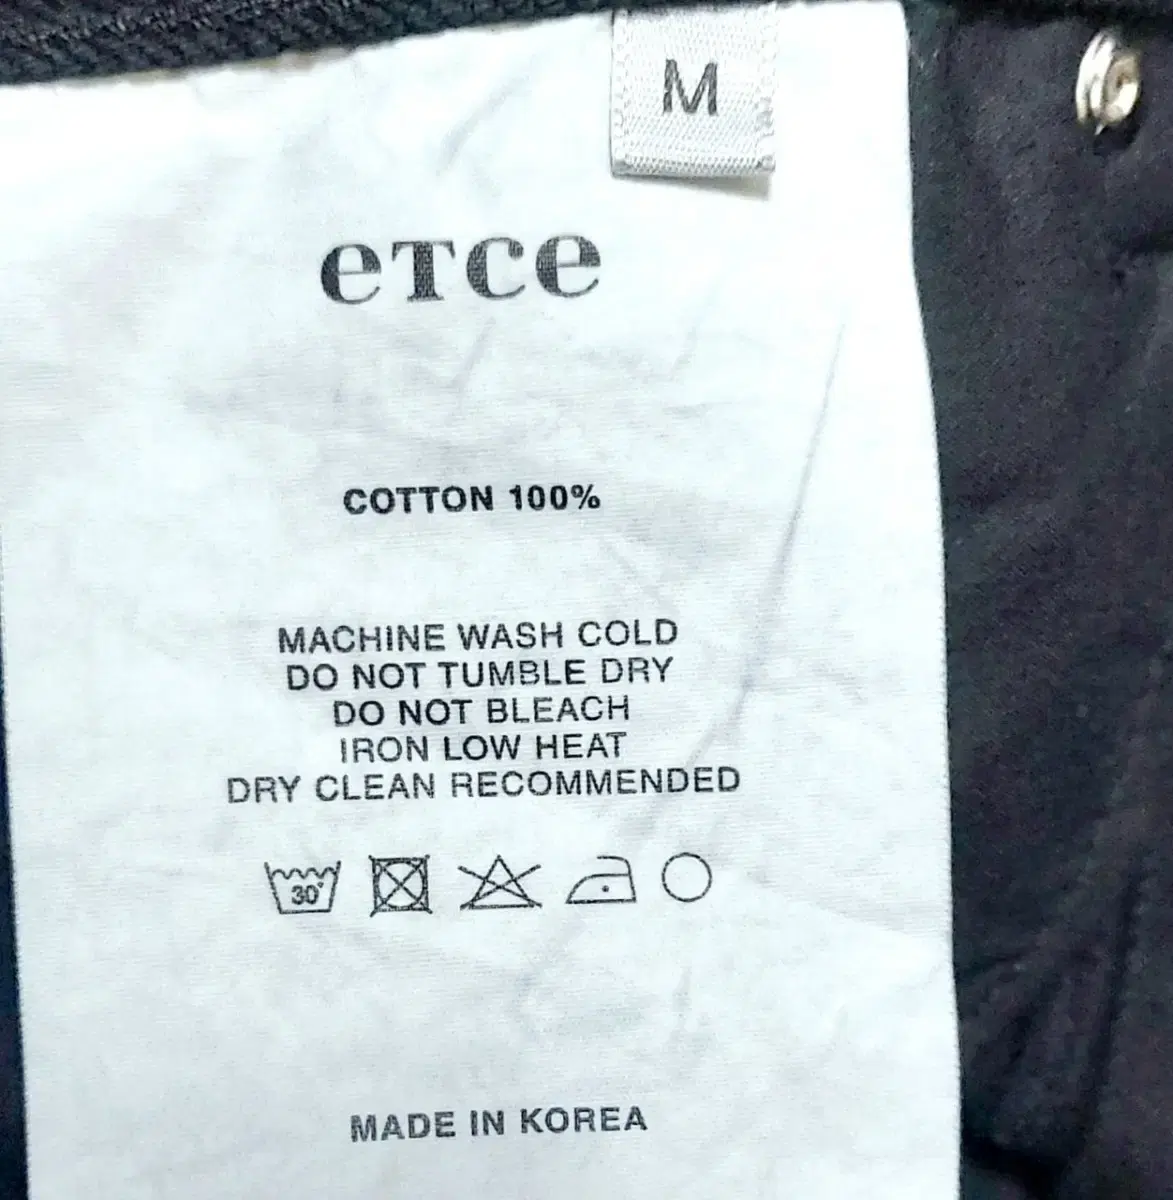 M
eTce
COTTON 100%
MACHINE WASH COLD
DO NOT TUMBLE DRY
DO NOT BLEACH
IRON LOW HEAT
DRY CLEAN RECOMMENDED
30°
MADE IN KOREA